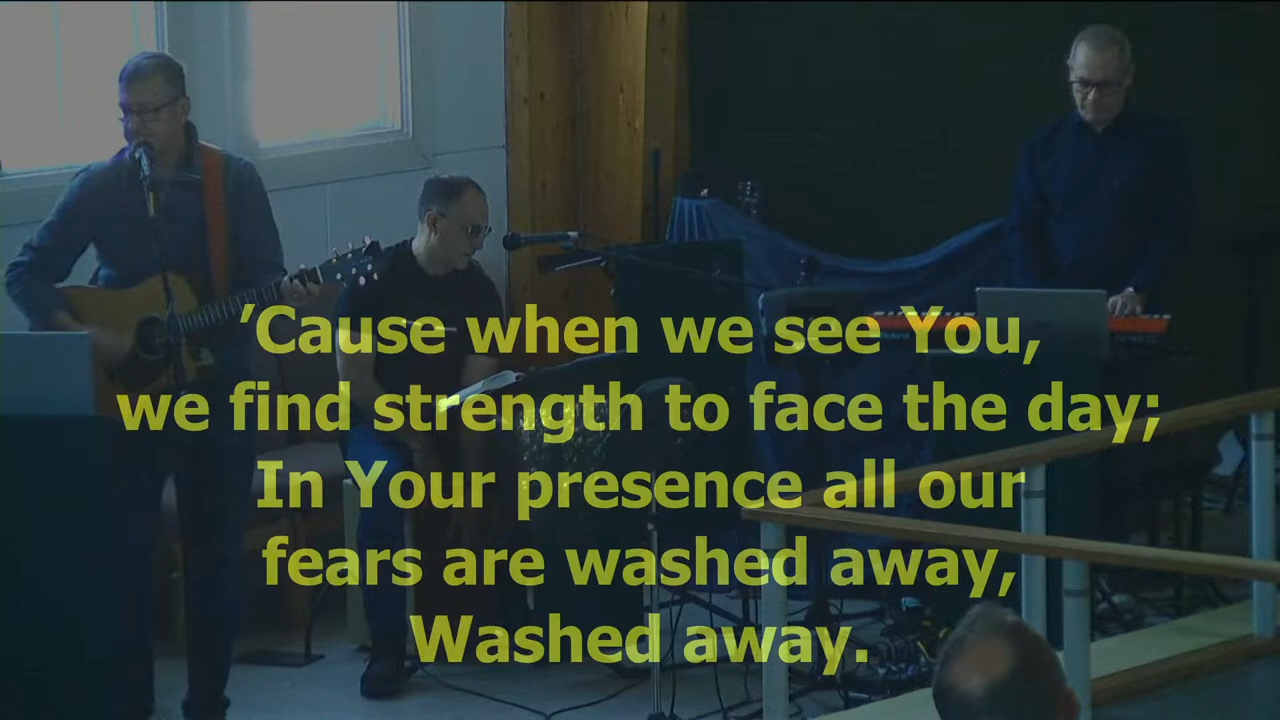 ’Cause when we see You,
we find strength to face the day;
In Your presence all our
fears are washed away,
Washed away.
Roland